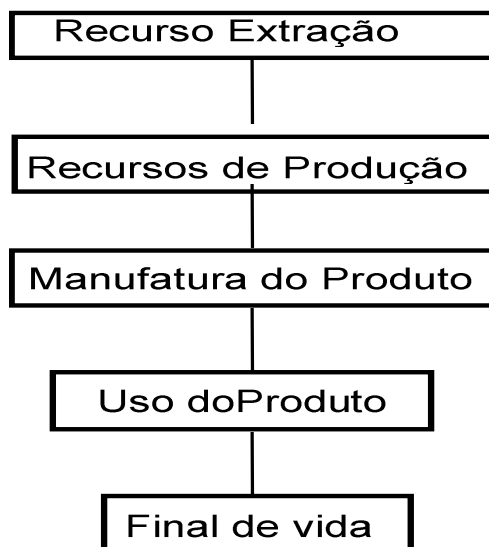 Recurso Extração
Recursos de Produção
Manufatura do Produto
Uso doProduto
Final de vida